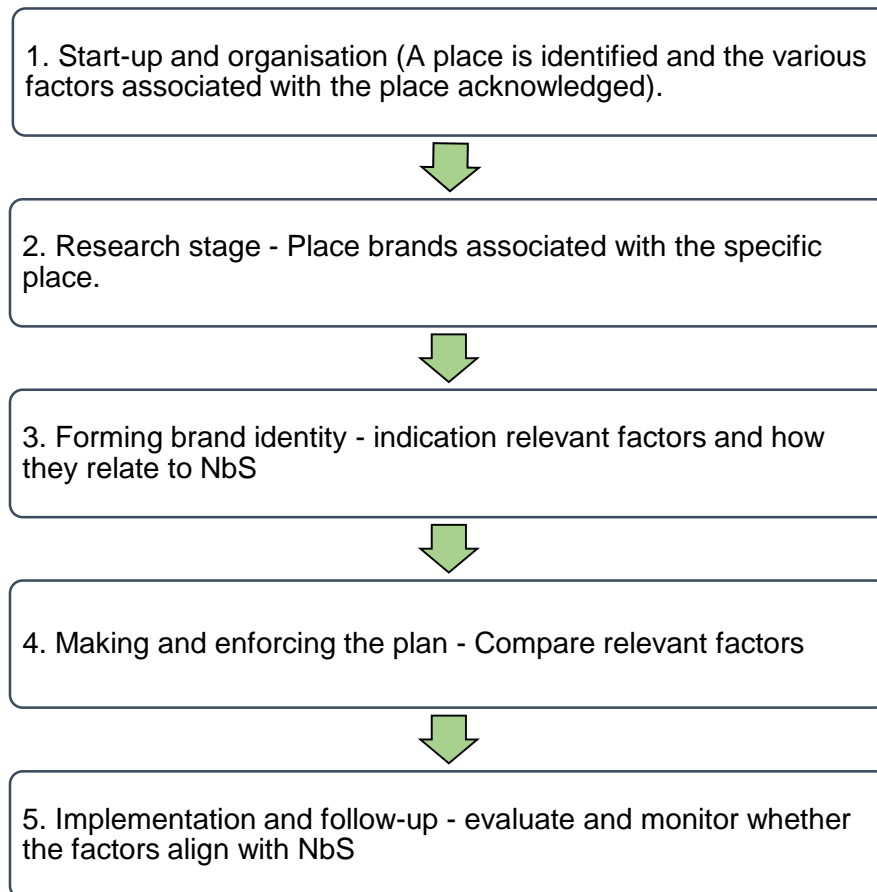 1. Start-up and organisation (A place is identified and the various
factors associated with the place acknowledged).
2. Research stage - Place brands associated with the specific
place.
3. Forming brand identity - indication relevant factors and how
they relate to NbS
4. Making and enforcing the plan - Compare relevant factors
5. Implementation and follow-up - evaluate and monitor whether
the factors align with NbS